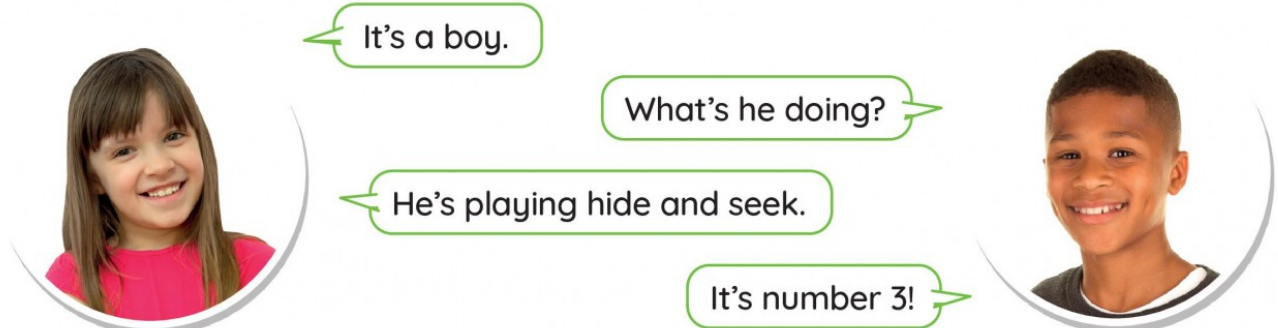 It's a boy.
What's he doing?
He's playing hide and seek.
It's number 3!